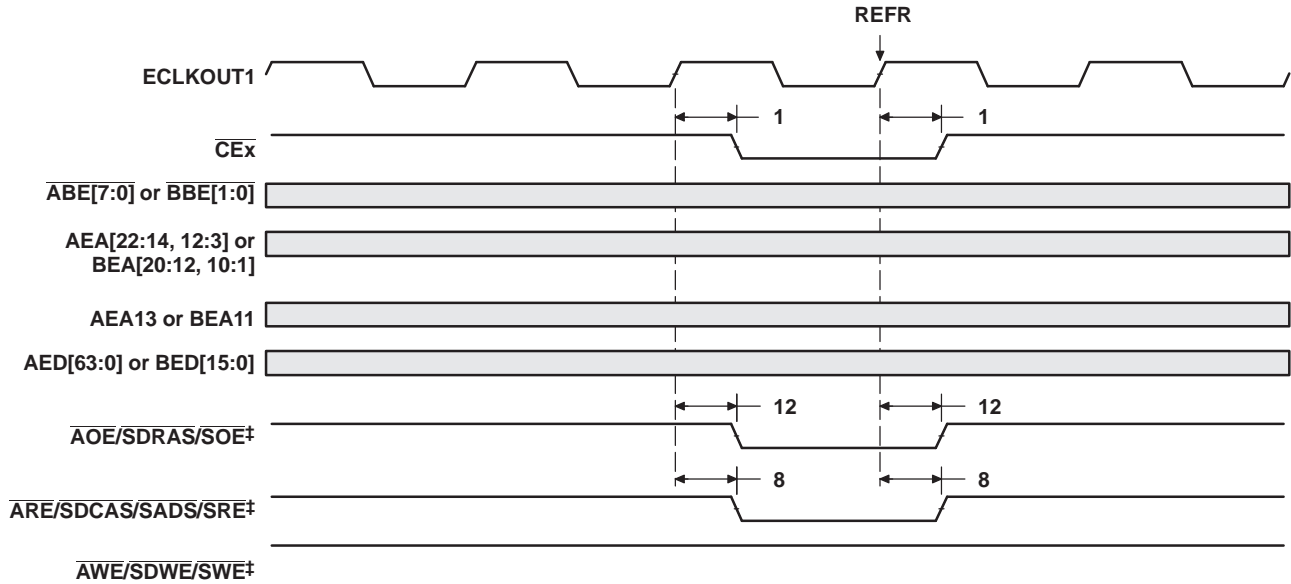 REFR
ECLKOUT1
1 1
CEx
ABE[7:0] or BBE[1:0]
AEA[22:14, 12:3] or
BEA[20:12, 10:1]
AEA13 or BEA11
AED[63:0] or BED[15:0]
12 12
AOE/SDRAS/SOE‡
8 8
ARE/SDCAS/SADS/SRE‡
AWE/SDWE/SWE‡